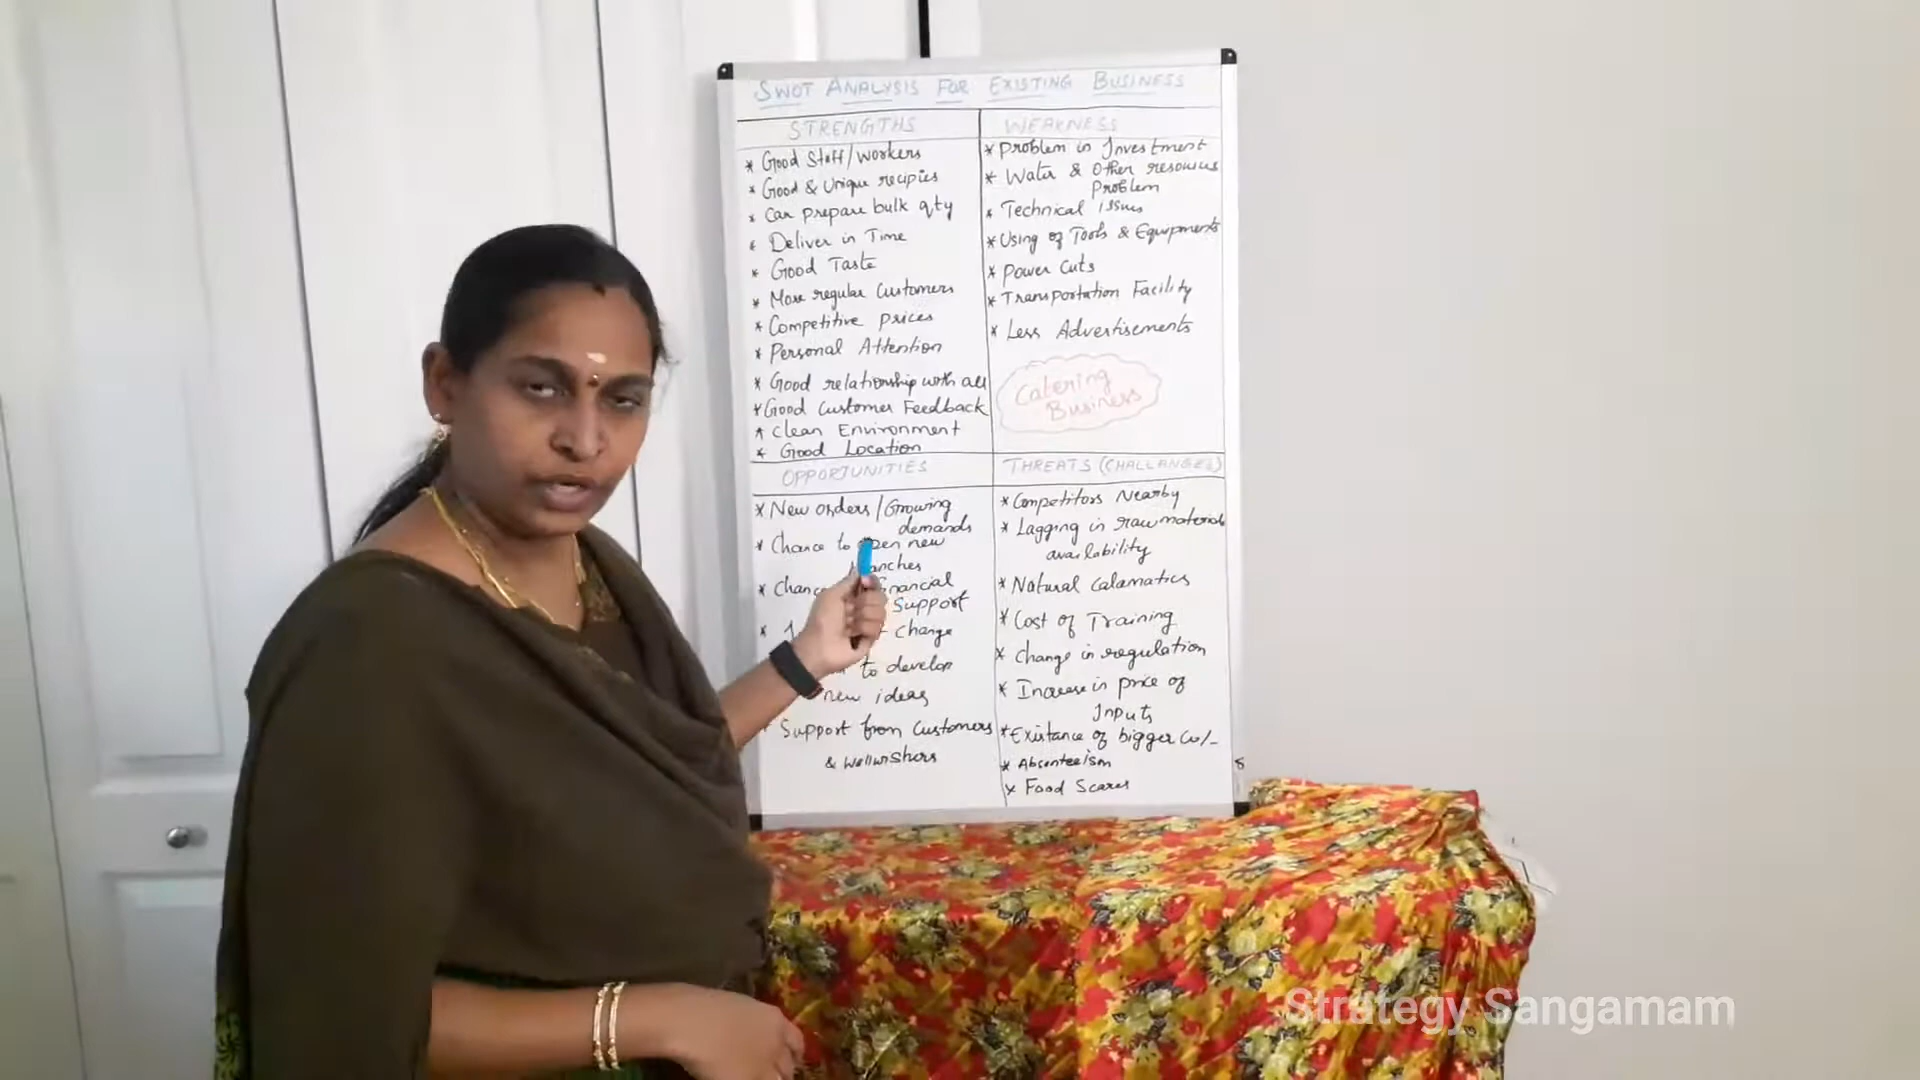 SWOT ANALYSIS FOR EXISTING BUSINESS
STRENGTHS
* Good Staff/workers
* Good & Unique recipies
* Can prepare bulk qty
* Deliver in Time
* Good Taste
* More regular Customers
* Competitive prices
* Personal Attention
* Good relationship with all
* Good Customer Feedback
* Clean Environment
* Good Location
WEAKNESS
* Problem in Investment
* Water & Other resources
Problem
* Technical issues
* Using of Tools & Equipments
* Power Cuts
* Transportation Facility
* Less Advertisements
Catering
Business
OPPORTUNITIES
* New orders/Growing
demands
* Chance to open new
branches
* financial
Support
* change
to develop
new ideas
* Support from Customers
& wellwishers
THREATS (CHALLANGES)
* Competitors Nearby
* Lagging in raw material
availability
* Natural Calamatics
* Cost of Training
* Change in regulation
* Increase in price of
Inputs
* Existance of bigger Co/-
* Absenteeism
* Food Scares
Strategy Sangamam